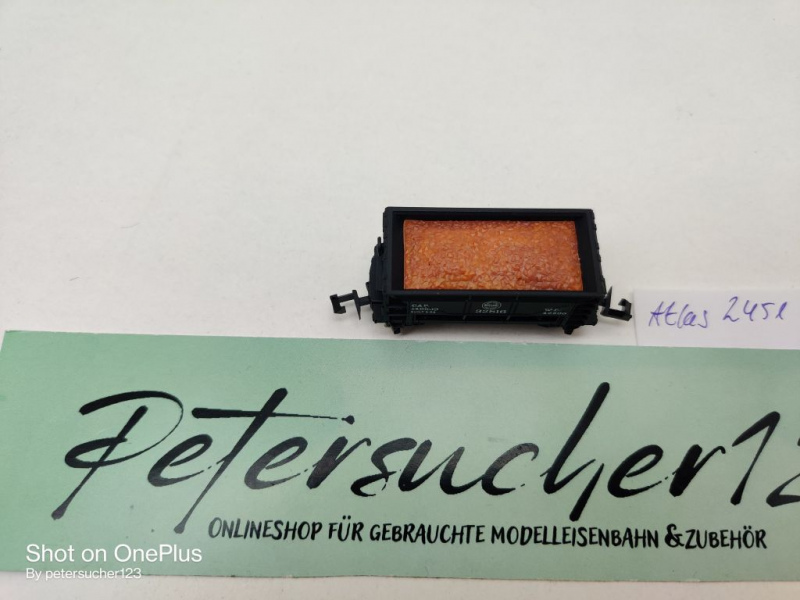 Atlas 2451
Petersucher12
ONLINESHOP FÜR GEBRAUCHTE MODELLEISENBAHN & ZUBEHÖR
Shot on OnePlus
By petersucher123